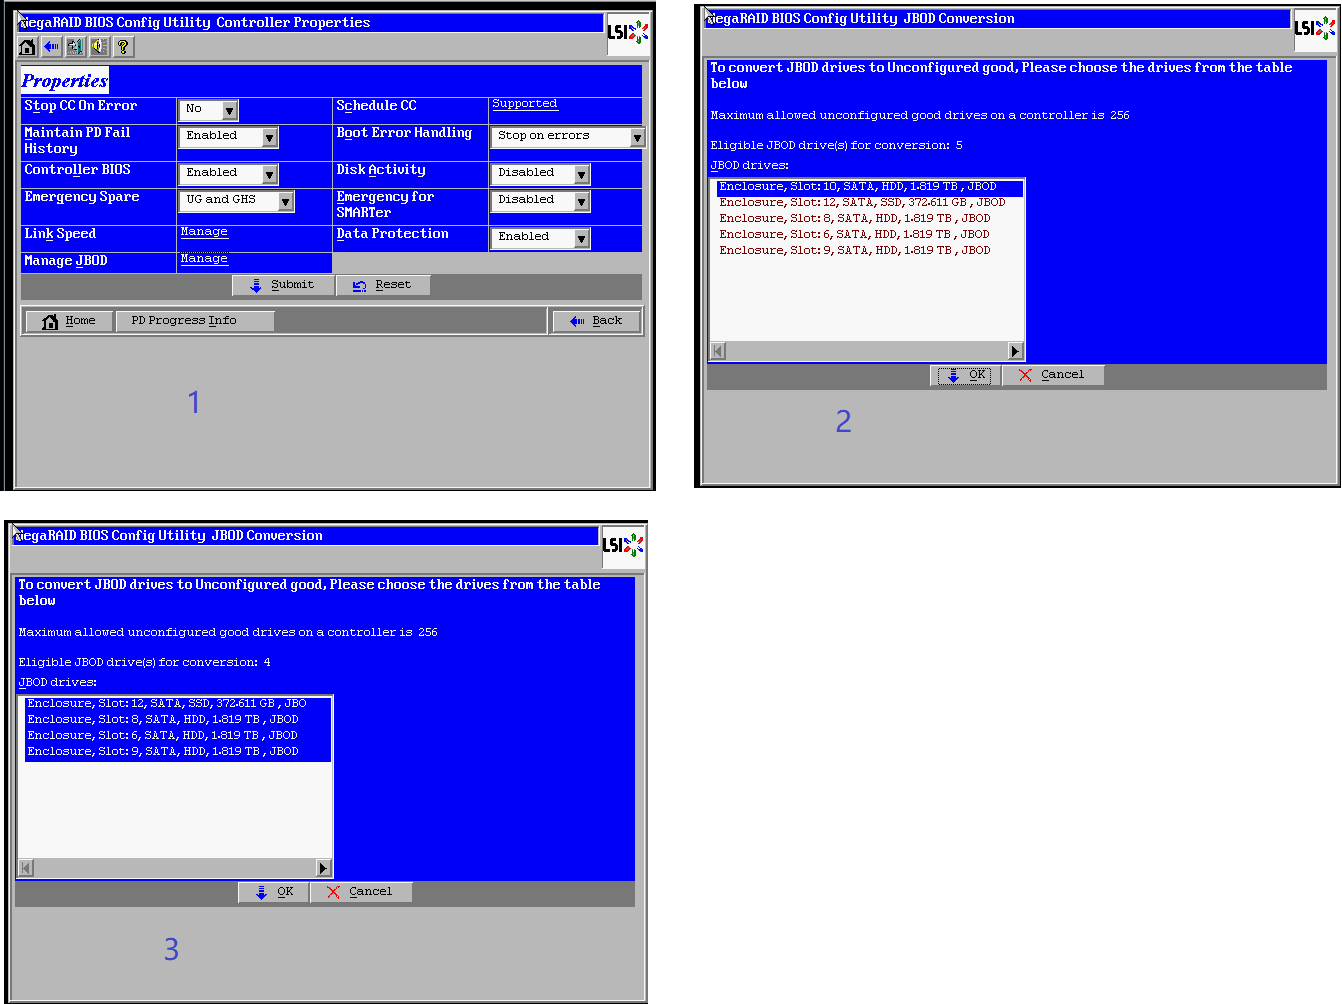 MegaRAID BIOS Config Utility Controller Properties
LSI
Properties
Stop CC On Error No Schedule CC Supported
Maintain PD Fail History Enabled Boot Error Handling Stop on errors
Controller BIOS Enabled Disk Activity Disabled
Emergency Spare UG and GHS Emergency for SMARTer Disabled
Link Speed Manage Data Protection Enabled
Manage JBOD Manage
Submit Reset
Home PD Progress Info Back
1
MegaRAID BIOS Config Utility JBOD Conversion
LSI
To convert JBOD drives to Unconfigured good, Please choose the drives from the table
below
Maximum allowed unconfigured good drives on a controller is 256
Eligible JBOD drive(s) for conversion: 5
JBOD drives:
Enclosure, Slot: 10, SATA, HDD, 1.819 TB , JBOD
Enclosure, Slot: 12, SATA, SSD, 372.611 GB , JBOD
Enclosure, Slot: 8, SATA, HDD, 1.819 TB , JBOD
Enclosure, Slot: 6, SATA, HDD, 1.819 TB , JBOD
Enclosure, Slot: 9, SATA, HDD, 1.819 TB , JBOD
OK Cancel
2
MegaRAID BIOS Config Utility JBOD Conversion
LSI
To convert JBOD drives to Unconfigured good, Please choose the drives from the table
below
Maximum allowed unconfigured good drives on a controller is 256
Eligible JBOD drive(s) for conversion: 4
JBOD drives:
Enclosure, Slot: 12, SATA, SSD, 372.611 GB , JBO
Enclosure, Slot: 8, SATA, HDD, 1.819 TB , JBOD
Enclosure, Slot: 6, SATA, HDD, 1.819 TB , JBOD
Enclosure, Slot: 9, SATA, HDD, 1.819 TB , JBOD
OK Cancel
3